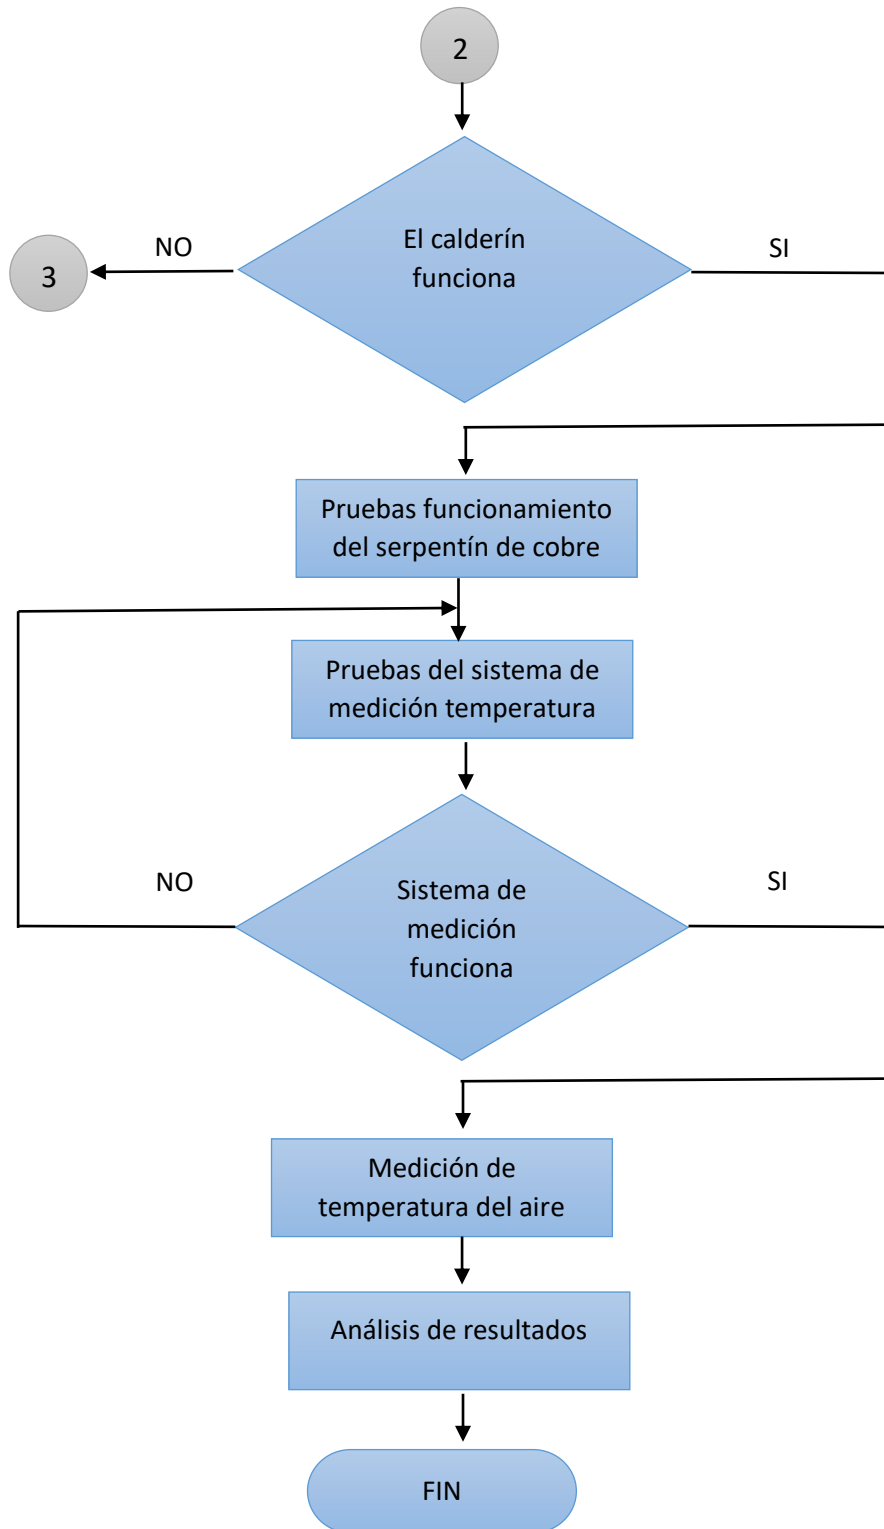 2
El calderín
funciona
NO
SI
3
Pruebas funcionamiento
del serpentín de cobre
Pruebas del sistema de
medición temperatura
NO
SI
Sistema de
medición
funciona
Medición de
temperatura del aire
Análisis de resultados
FIN